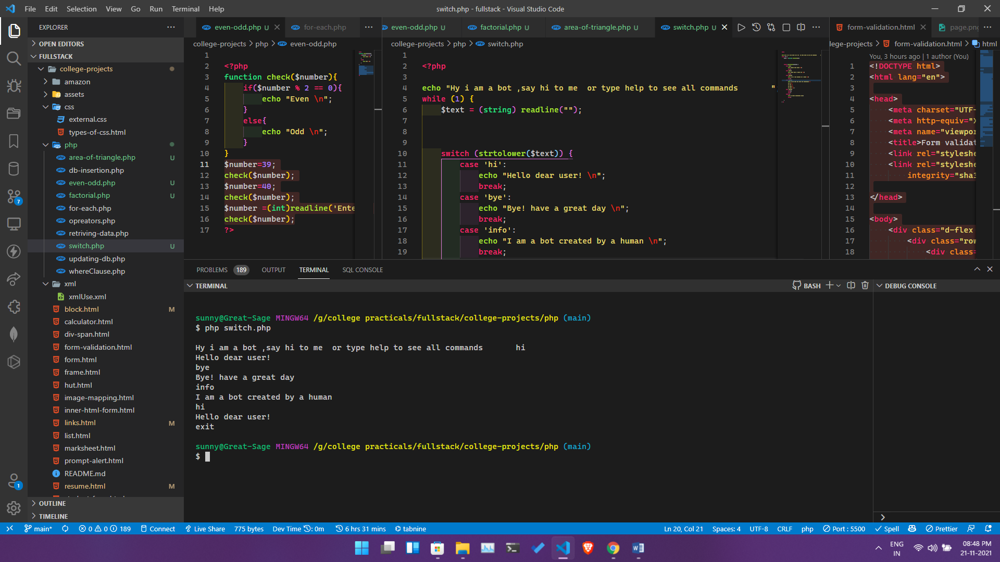 File Edit Selection View Go Run Terminal Help
switch.php - fullstack - Visual Studio Code
EXPLORER
OPEN EDITORS
FULLSTACK
college-projects
amazon
assets
css
external.css
types-of-css.html
php
area-of-triangle.php U
db-insertion.php
even-odd.php U
factorial.php U
for-each.php
opreators.php
retriving-data.php
switch.php U
updating-db.php
whereClause.php
xml
xmlUse.xml
block.html M
calculator.html
div-span.html
form-validation.html
form.html
frame.html
hut.html
image-mapping.html
inner-html-form.html
links.html M
list.html
marksheet.html
prompt-alert.html
README.md
resume.html M
OUTLINE
TIMELINE
7
1
even-odd.php U
for-each.php
college-projects > php > even-odd.php
1
2 <?php
3 function check($number){
4 if($number % 2 == 0){
5 echo "Even \n";
6 }
7 else{
8 echo "Odd \n";
9 }
10 }
11 $number=39;
12 check($number);
13 $number=40;
14 check($number);
15 $number =(int)readline('Ente
16 check($number);
17 ?>
even-odd.php U
factorial.php U
area-of-triangle.php U
switch.php U
college-projects > php > switch.php
1
2 <?php
3
4 echo "Hy i am a bot ,say hi to me  or type help to see all commands       "
5 while (1) {
6 $text = (string) readline("");
7
8
9
10 switch (strtolower($text)) {
11 case 'hi':
12 echo "Hello dear user! \n";
13 break;
14 case 'bye':
15 echo "Bye! have a great day \n";
16 break;
17 case 'info':
18 echo "I am a bot created by a human \n";
19 break;
form-validation.html
page.pn
lege-projects > form-validation.html > html
You, 3 hours ago | 1 author (You)
1 <!DOCTYPE html>
2 <html lang="en">
3
4 <head>
5 <meta charset="UTF-
6 <meta http-equiv="X
7 <meta name="viewpor
8 <title>Form validat
9 <link rel="styleshe
10 <link rel="styleshe
11 integrity="sha3
12
13 </head>
14
15 <body>
16 <div class="d-flex
17 <div class="row
18 <div class=
PROBLEMS 189 OUTPUT TERMINAL SQL CONSOLE
TERMINAL
BASH
DEBUG CONSOLE
sunny@Great-Sage MINGW64 /g/college practicals/fullstack/college-projects/php (main)
$ php switch.php
Hy i am a bot ,say hi to me  or type help to see all commands       hi
Hello dear user!
bye
Bye! have a great day
info
I am a bot created by a human
hi
Hello dear user!
exit
sunny@Great-Sage MINGW64 /g/college practicals/fullstack/college-projects/php (main)
$
main* 0 0 189 Connect Live Share 775 bytes Dev Time : 0m 6 hrs 31 mins tabnine
Ln 20, Col 21 Spaces: 4 UTF-8 CRLF php Port : 5500 Spell Prettier
ENG
IN
08:48 PM
21-11-2021